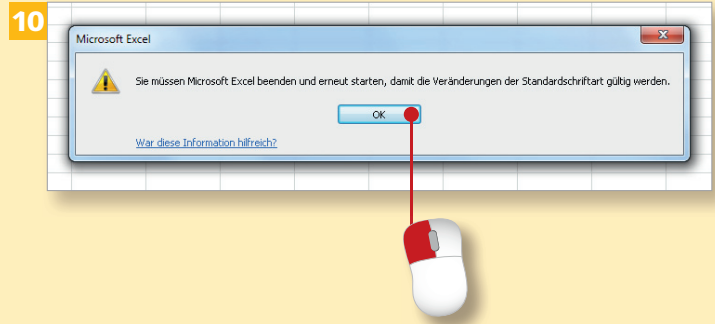 10
Microsoft Excel
Sie müssen Microsoft Excel beenden und erneut starten, damit die Veränderungen der Standardschriftart gültig werden.
OK
War diese Information hilfreich?